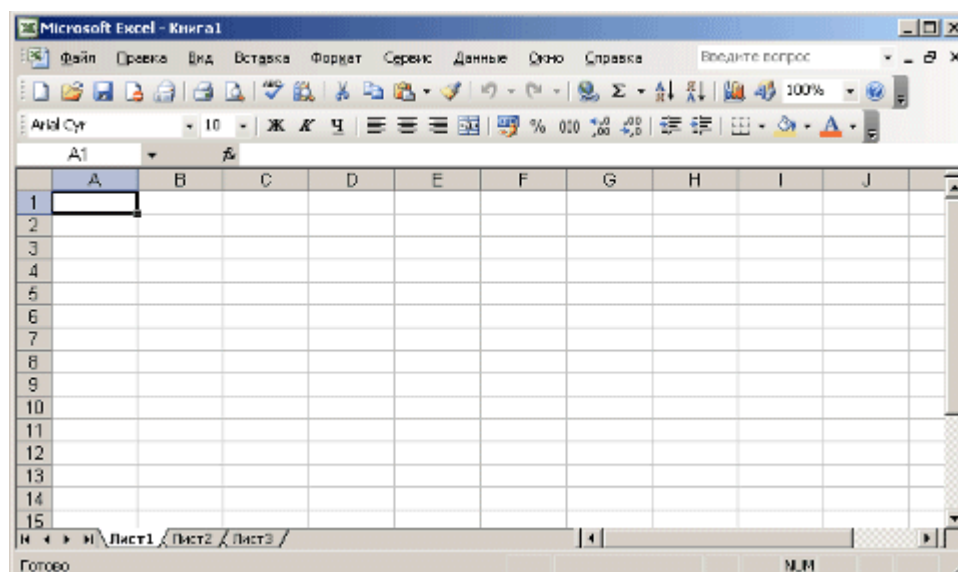 Microsoft Excel - Книга1
Файл Правка Вид Вставка Формат Сервис Данные Окно Справка Введите вопрос
100%
Arial Cyr 10 Ж К Ч % 000
A1 fx
A B C D E F G H I J
1
2
3
4
5
6
7
8
9
10
11
12
13
14
15
Лист1 Лист2 Лист3
Готово NUM